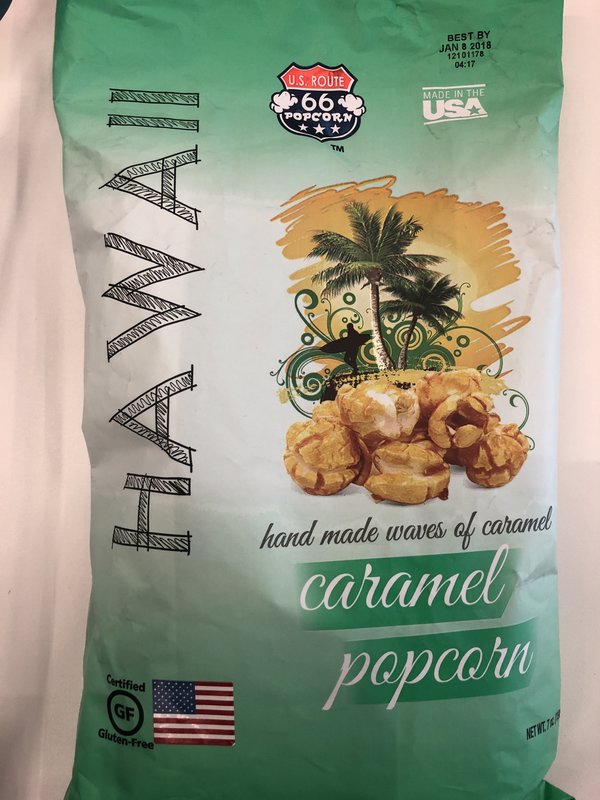 BEST BY
JAN 8 2018
12101178
04:17
U.S. ROUTE
66
POPCORN
TM
MADE IN THE
USA
HAWAII
hand made waves of caramel
caramel
popcorn
Certified
GF
Gluten-Free
NET WT. 7 oz.